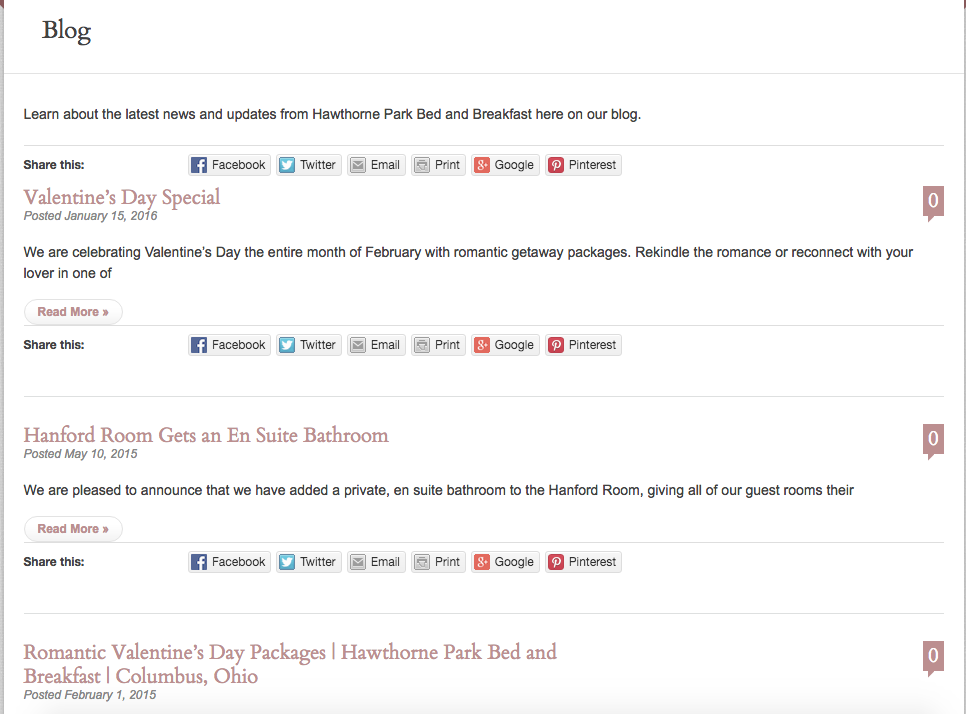 Blog
Learn about the latest news and updates from Hawthorne Park Bed and Breakfast here on our blog.
Share this: Facebook Twitter Email Print Google Pinterest
Valentine's Day Special 0
Posted January 15, 2016
We are celebrating Valentine's Day the entire month of February with romantic getaway packages. Rekindle the romance or reconnect with your
lover in one of
Read More »
Share this: Facebook Twitter Email Print Google Pinterest
Hanford Room Gets an En Suite Bathroom 0
Posted May 10, 2015
We are pleased to announce that we have added a private, en suite bathroom to the Hanford Room, giving all of our guest rooms their
Read More »
Share this: Facebook Twitter Email Print Google Pinterest
Romantic Valentine's Day Packages | Hawthorne Park Bed and 0
Breakfast | Columbus, Ohio
Posted February 1, 2015